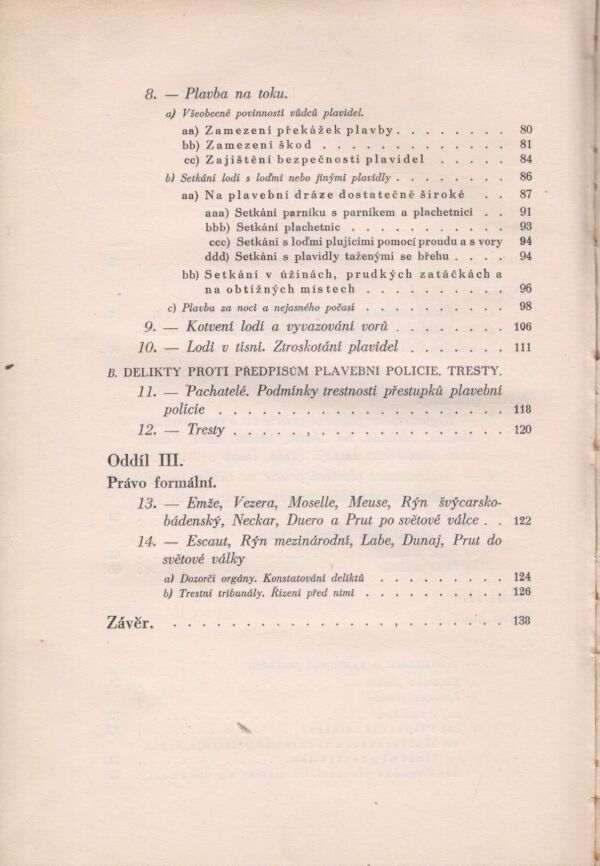 8. — Plavba na toku.
a) Všeobecné povinnosti vůdců plavidel.
aa) Zamezení překážek plavby . . . . . . . . 80
bb) Zamezení škod . . . . . . . . . . . . . 81
cc) Zajištění bezpečnosti plavidel . . . . . . 84
b) Setkání lodi s loďmi nebo jinými plavidly . . . . . . . . 86
aa) Na plavební dráze dostatečně široké . . 87
aaa) Setkání parníku s parníkem a plachetnicí . . 91
bbb) Setkání plachetnic . . . . . . . . . . . 93
ccc) Setkání s loďmi plujícími pomocí proudu a s vory 94
ddd) Setkání s plavidly taženými se břehu . . . . 94
bb) Setkání v úžinách, prudkých zatáčkách a
na obtížných místech . . . . . . . . . . 96
c) Plavba za noci a nejasného počasí . . . . . . . . . . 98
9. — Kotvení lodí a vyvazování vorů . . . . . . . . 106
10. — Lodi v tísni. Ztroskotání plavidel . . . . . . . 111
B. DELIKTY PROTI PŘEDPISŮM PLAVEBNI POLICIE. TRESTY.
11. — Pachatelé. Podmínky trestnosti přestupků plavební
policie . . . . . . . . . . . . . . . . . . . 118
12. — Tresty . . . . . . . . . . . . . . . . . . 120
Oddíl III.
Právo formální.
13. — Emže, Vezera, Moselle, Meuse, Rýn švýcarsko-
bádenský, Neckar, Duero a Prut po světové válce . . 122
14. — Escaut, Rýn mezinárodní, Labe, Dunaj, Prut do
světové války
a) Dozorčí orgány. Konstatování deliktů . . . . . . . . . 124
b) Trestní tribunály. Řízení před nimi . . . . . . . . . . 126
Závěr. . . . . . . . . . . . . . . . . . . . . . . 138